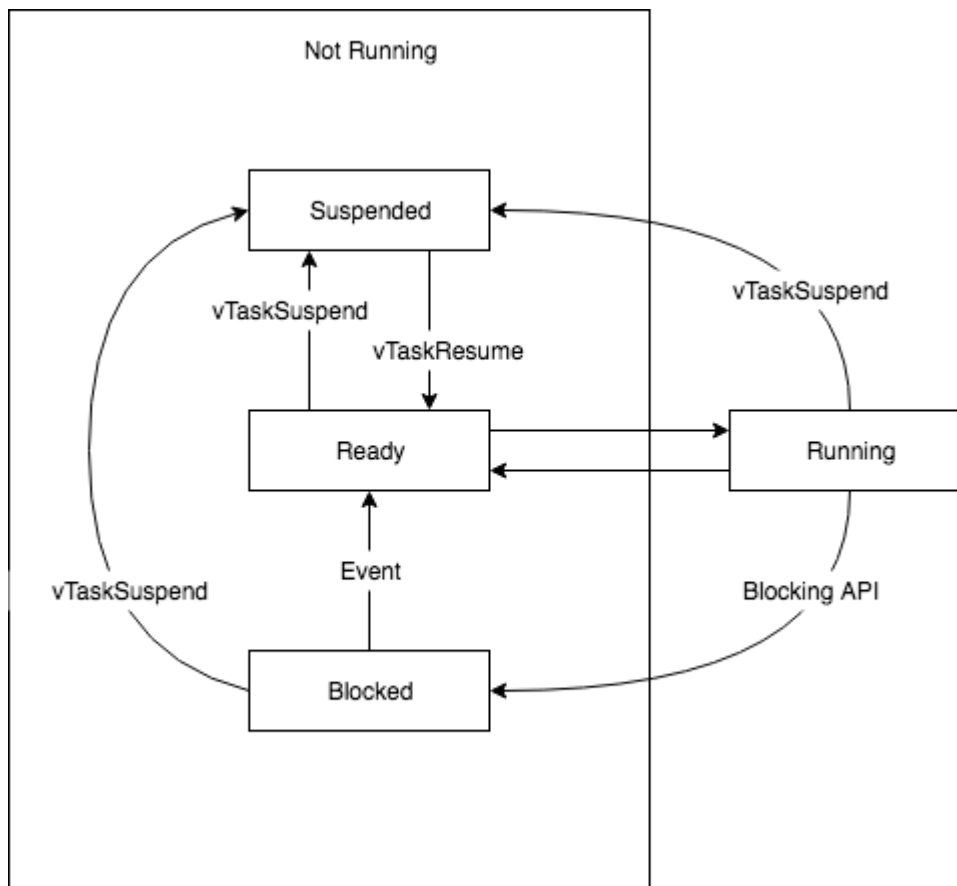 Not Running
Suspended
vTaskSuspend
vTaskSuspend
vTaskResume
Ready
Running
Event
vTaskSuspend
Blocking API
Blocked